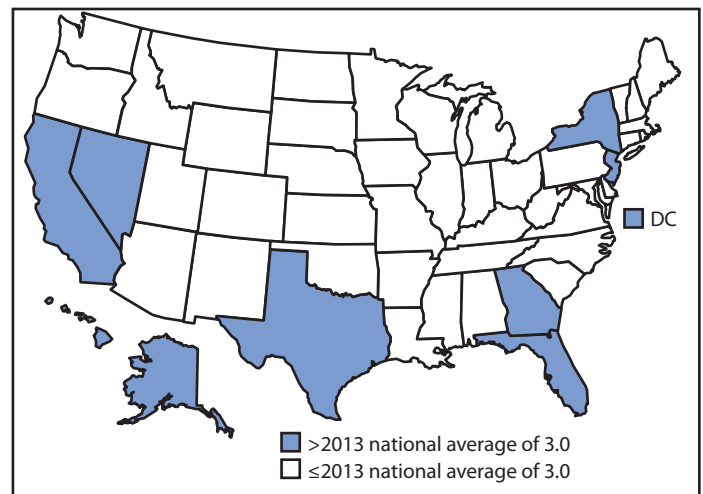 DC
>2013 national average of 3.0
≤2013 national average of 3.0